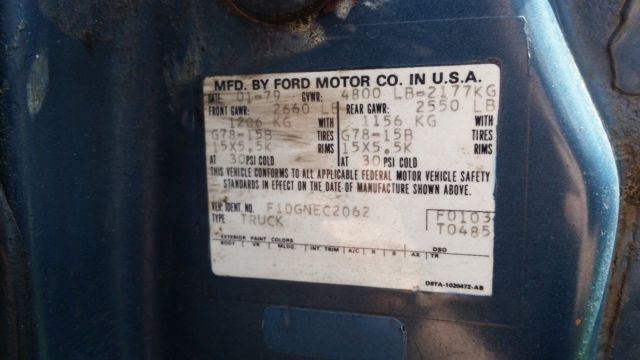 MFD. BY FORD MOTOR CO. IN U.S.A.
DATE 01-79 GVWR: 4800 LB=2177KG
FRONT GAWR: 2660 LB REAR GAWR: 2550 LB
1206 KG WITH 1156 KG WITH
G78-15B TIRES G78-15B TIRES
15X5.5K RIMS 15X5.5K RIMS
AT 30 PSI COLD AT 30 PSI COLD
THIS VEHICLE CONFORMS TO ALL APPLICABLE FEDERAL MOTOR VEHICLE SAFETY
STANDARDS IN EFFECT ON THE DATE OF MANUFACTURE SHOWN ABOVE.
VEH. IDENT. NO. F10GNEC2062
TYPE TRUCK
F0103
T0485
EXTERIOR PAINT COLORS DSO
BODY VR MLDG. INT. TRIM A/C R S AX TR
D9TA-1020472-AB